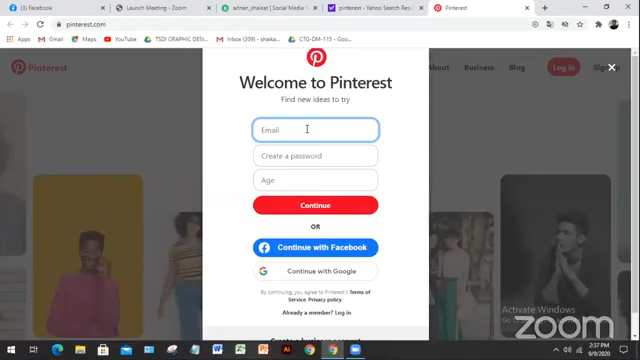 (3) Facebook
Launch Meeting - Zoom
adnan_shaikat | Social Media M
pinterest - Yahoo Search Resu
Pinterest
pinterest.com
Apps
Gmail
Maps
YouTube
TSDI GRAPHIC DESI
Inbox (309) - shaika
CTG-DM-115 - Goo
Pinterest
About
Business
Blog
Log in
Sign up
Welcome to Pinterest
Find new ideas to try
Email
Create a password
Age
Continue
OR
Continue with Facebook
Continue with Google
By continuing, you agree to Pinterest's Terms of
Service, Privacy policy.
Already a member? Log in
Activate Windows
zoom
2:37 PM
9/9/2020